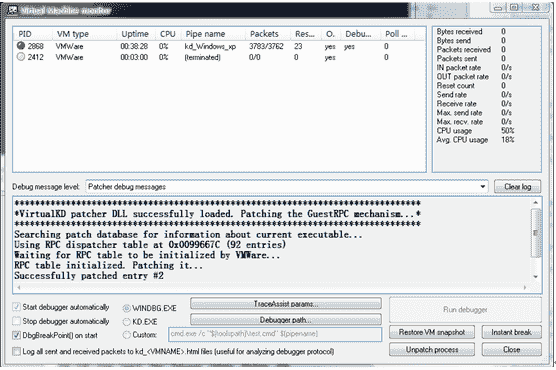 Virtual Machine monitor
PID VM type Uptime CPU Pipe name Packets Res... O. Debu... Poll ...
2868 VMWare 00:38:28 0% kd_Windows_xp 3783/3762 23 yes yes 0
2412 VMWare 00:03:00 0% (terminated) 0/0 0 yes 0
Bytes received 0
Bytes send 0
Packets received 0
Packets sent 0
IN packet rate 0/s
OUT packet rate 0/s
Reset count 0
Send rate 0/s
Receive rate 0/s
Max. send rate 0/s
Max. recv. rate 0/s
CPU usage 50%
Avg. CPU usage 18%
Debug message level: Patcher debug messages Clear log
******************************************************************
*VirtualKD patcher DLL successfully loaded. Patching the GuestRPC mechanism...*
******************************************************************
Searching patch database for information about current executable...
Using RPC dispatcher table at 0x0099667C (92 entries)
Waiting for RPC table to be initialized by VMWare...
RPC table initialized. Patching it...
Successfully patched entry #2
Start debugger automatically WINDBG.EXE TraceAssist params... Run debugger
Stop debugger automatically KD.EXE Debugger path...
DbgBreakPoint() on start Custom: cmd.exe /c "$(toolspath)\test.cmd" $(pipename) Restore VM snapshot Instant break
Log all sent and received packets to kd_<VMNAME>.html files (useful for analyzing debugger protocol) Unpatch process Close